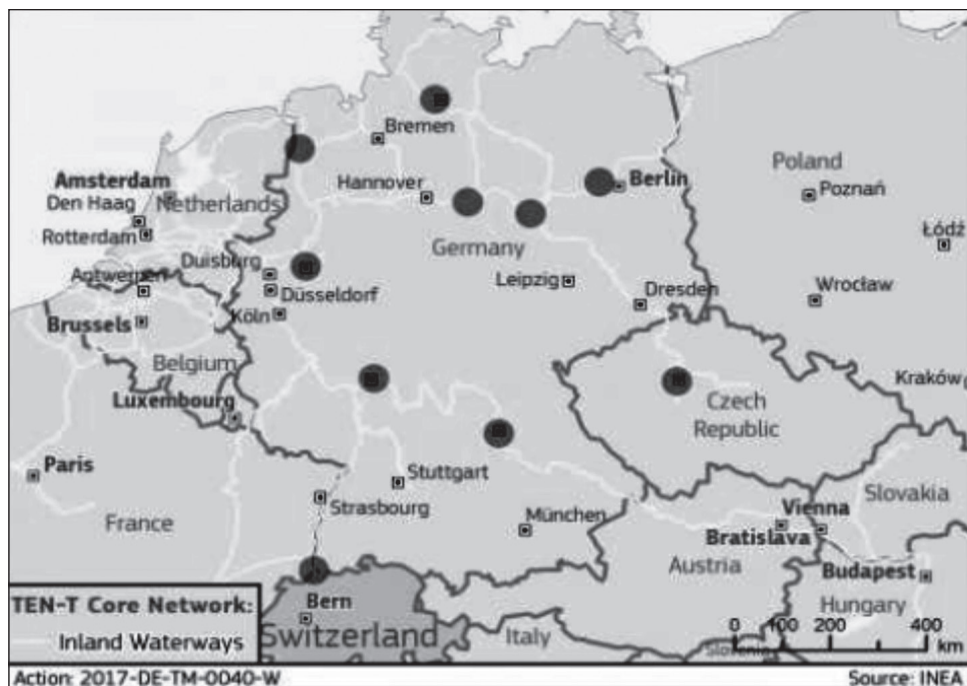 Bremen
Poland
Amsterdam
Berlin
Hannover
Poznań
Den Haag
Netherlands
Rotterdam
Germany
Łódź
Duisburg
Antwerpen
Leipzig
Düsseldorf
Dresden
Wrocław
Köln
Brussels
Belgium
Kraków
Luxembourg
Czech
Republic
Paris
Stuttgart
Slovakia
Strasbourg
Vienna
France
München
Bratislava
Austria
Budapest
TEN-T Core Network:
Bern
Hungary
Inland Waterways
Switzerland
Italy
Slovenia
0 100 200 400
km
Action: 2017-DE-TM-0040-W
Source: INEA